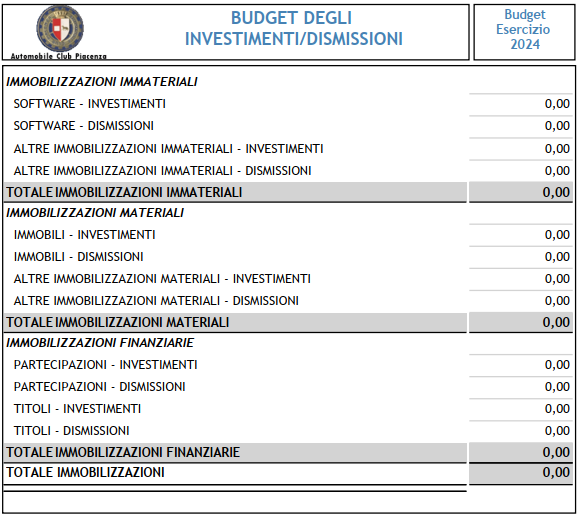 Automobile Club Piacenza
BUDGET DEGLI
INVESTIMENTI/DISMISSIONI
Budget
Esercizio
2024
IMMOBILIZZAZIONI IMMATERIALI
SOFTWARE - INVESTIMENTI 0,00
SOFTWARE - DISMISSIONI 0,00
ALTRE IMMOBILIZZAZIONI IMMATERIALI - INVESTIMENTI 0,00
ALTRE IMMOBILIZZAZIONI IMMATERIALI - DISMISSIONI 0,00
TOTALE IMMOBILIZZAZIONI IMMATERIALI 0,00
IMMOBILIZZAZIONI MATERIALI
IMMOBILI - INVESTIMENTI 0,00
IMMOBILI - DISMISSIONI 0,00
ALTRE IMMOBILIZZAZIONI MATERIALI - INVESTIMENTI 0,00
ALTRE IMMOBILIZZAZIONI MATERIALI - DISMISSIONI 0,00
TOTALE IMMOBILIZZAZIONI MATERIALI 0,00
IMMOBILIZZAZIONI FINANZIARIE
PARTECIPAZIONI - INVESTIMENTI 0,00
PARTECIPAZIONI - DISMISSIONI 0,00
TITOLI - INVESTIMENTI 0,00
TITOLI - DISMISSIONI 0,00
TOTALE IMMOBILIZZAZIONI FINANZIARIE 0,00
TOTALE IMMOBILIZZAZIONI 0,00